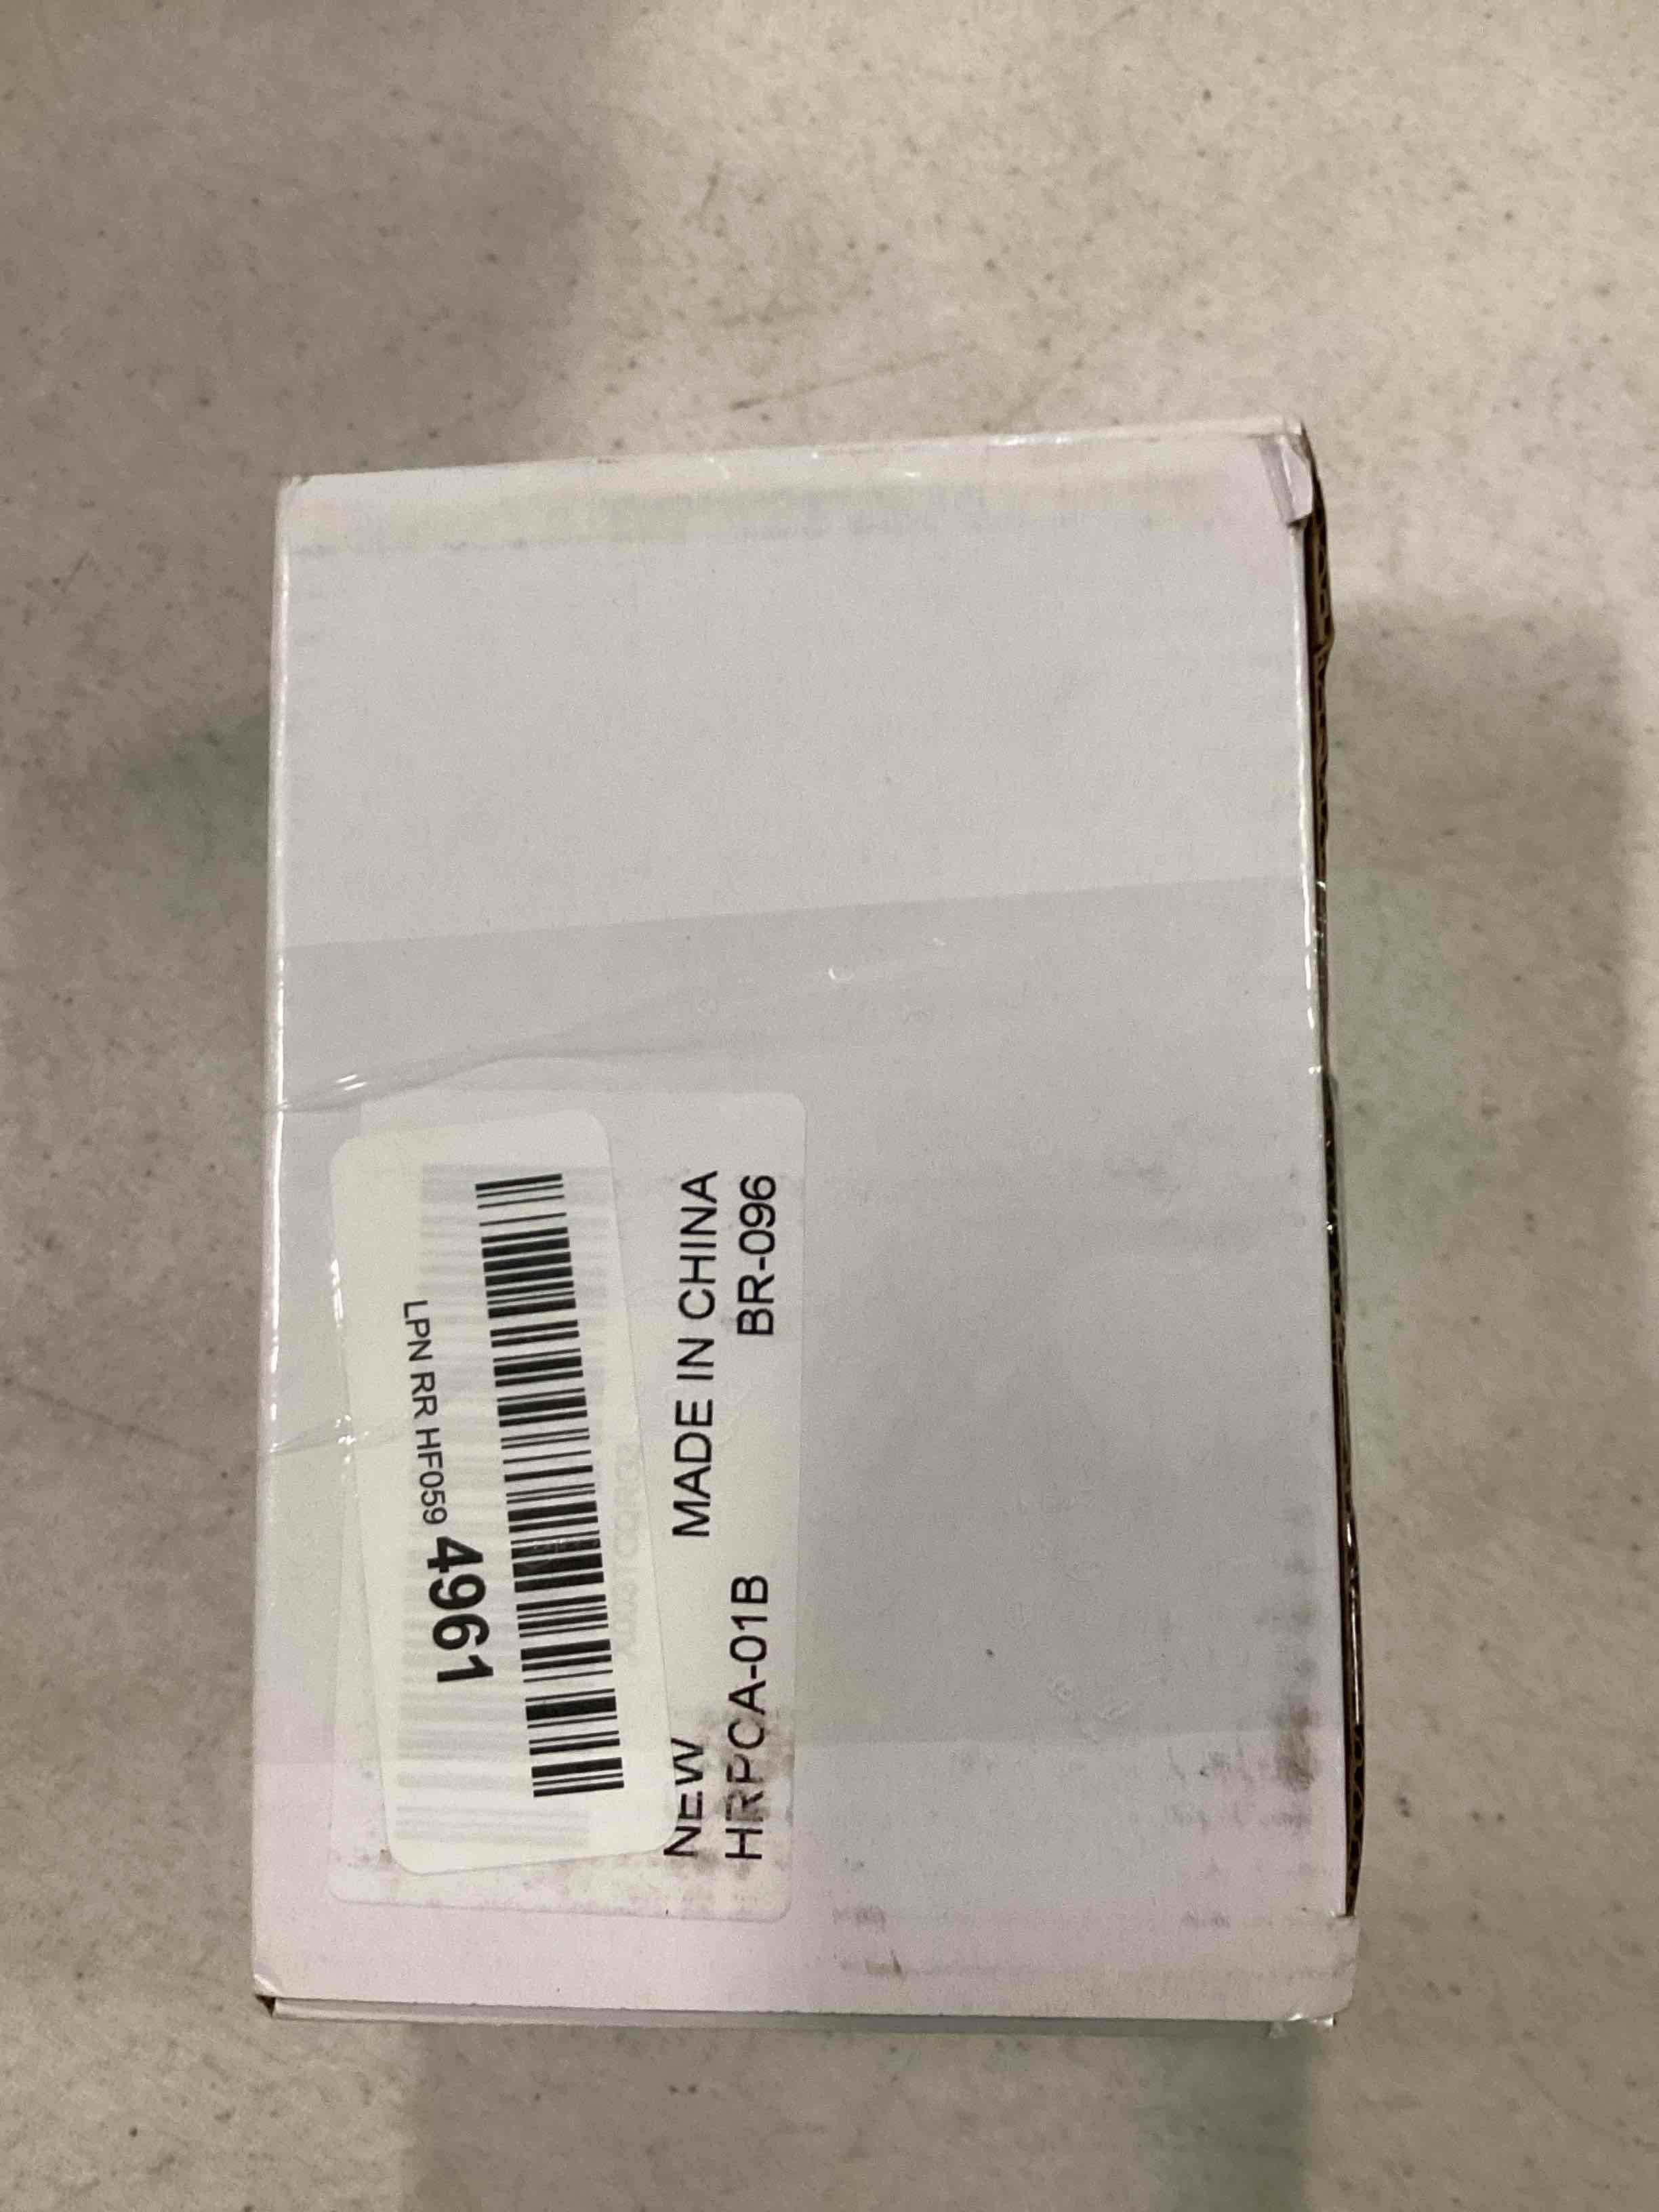 LPN RR HF059 4961
NEW MADE IN CHINA
HRPCA-01B BR-096